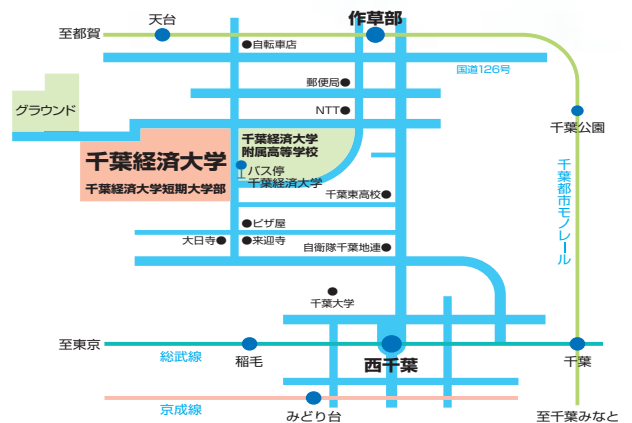 天台
作草部
至都賀
自転車店
国道126号
郵便局
グラウンド
NTT
千葉公園
千葉経済大学
附属高等学校
千葉経済大学
バス停
千葉経済大学
千葉経済大学短期大学部
千葉東高校
千葉都市モノレール
ピザ屋
大日寺
来迎寺
自衛隊千葉地連
千葉大学
至東京
総武線
稲毛
西千葉
千葉
京成線
みどり台
至千葉みなと